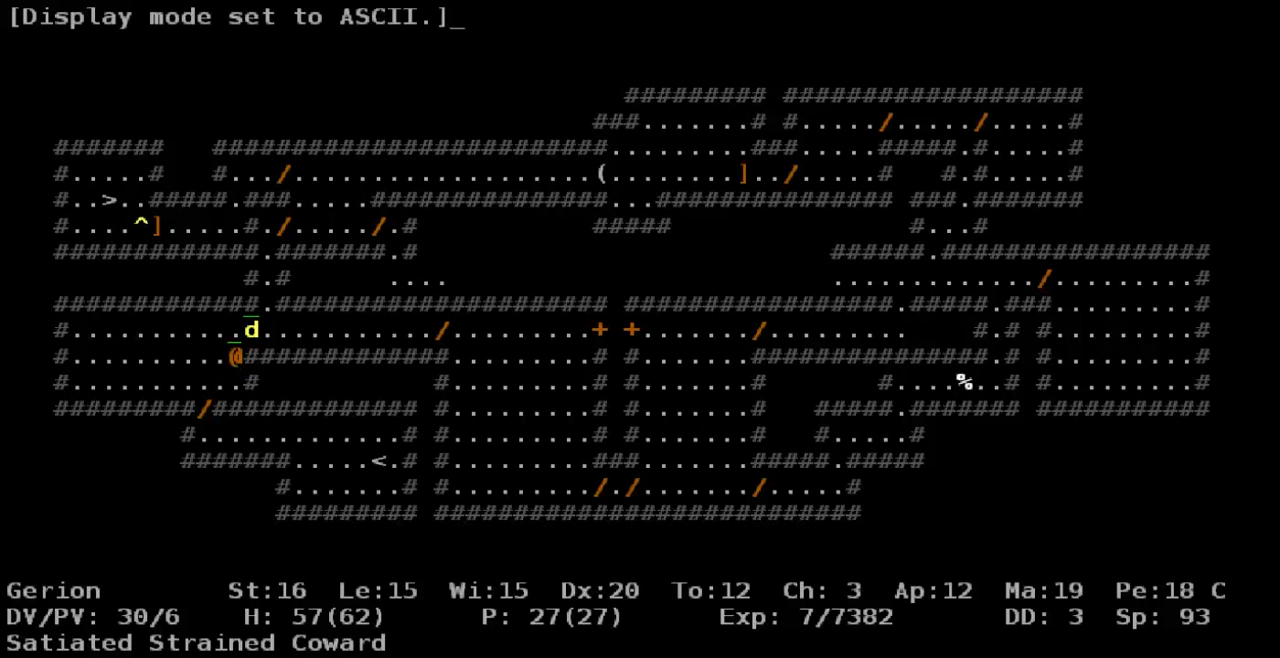 [Display mode set to ASCII.]_
######### ###################
###.......# #...../...../.....#
####### #########################.........###.....#####.#.....#
#.....# #.../....................(........]../.....# #.#.....#
#..>..#####.###.....###############...############### ###.#######
#....^].....#./...../.# ##### #...#
#############.#######.# ######.#################
#.# .... ............./.........#
#############.##################### #################.#####.###.........#
#...........d.........../.........+ +......./......... #.# #.........#
#..........@#############.........# #.......###############.# #.........#
#...........# #.........# #.......# #....%..# #.........#
#########/############# #.........# #.......# #####.####### ###########
#.............# #.........# #.......# #.....#
#######.....<.# #.........###.......#####.#####
#.......# #........././......./.....#
######### ###########################
Gerion St:16 Le:15 Wi:15 Dx:20 To:12 Ch: 3 Ap:12 Ma:19 Pe:18 C
DV/PV: 30/6 H: 57(62) P: 27(27) Exp: 7/7382 DD: 3 Sp: 93
Satiated Strained Coward